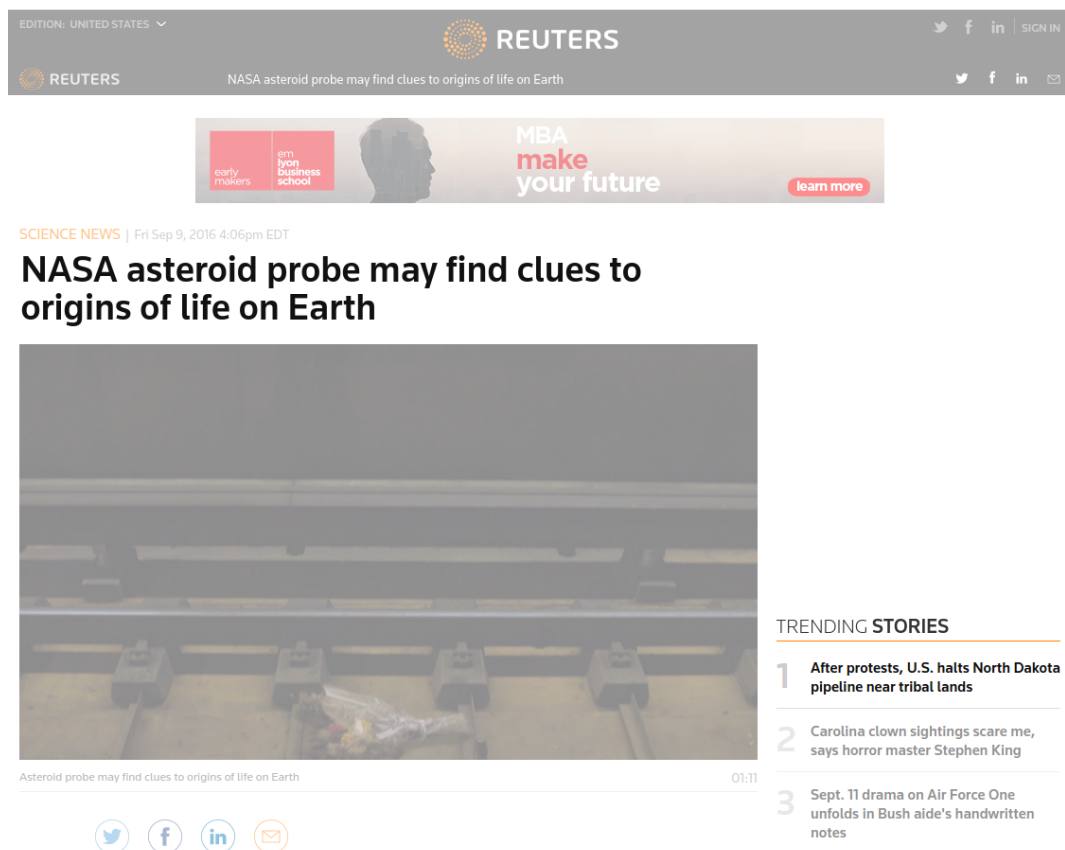 EDITION: UNITED STATES
REUTERS
SIGN IN
REUTERS
NASA asteroid probe may find clues to origins of life on Earth
early
makers
em
lyon
business
school
MBA
make
your future
learn more
SCIENCE NEWS | Fri Sep 9, 2016 4:06pm EDT
NASA asteroid probe may find clues to
origins of life on Earth
Asteroid probe may find clues to origins of life on Earth
01:11
TRENDING STORIES
1
After protests, U.S. halts North Dakota
pipeline near tribal lands
2
Carolina clown sightings scare me,
says horror master Stephen King
3
Sept. 11 drama on Air Force One
unfolds in Bush aide's handwritten
notes